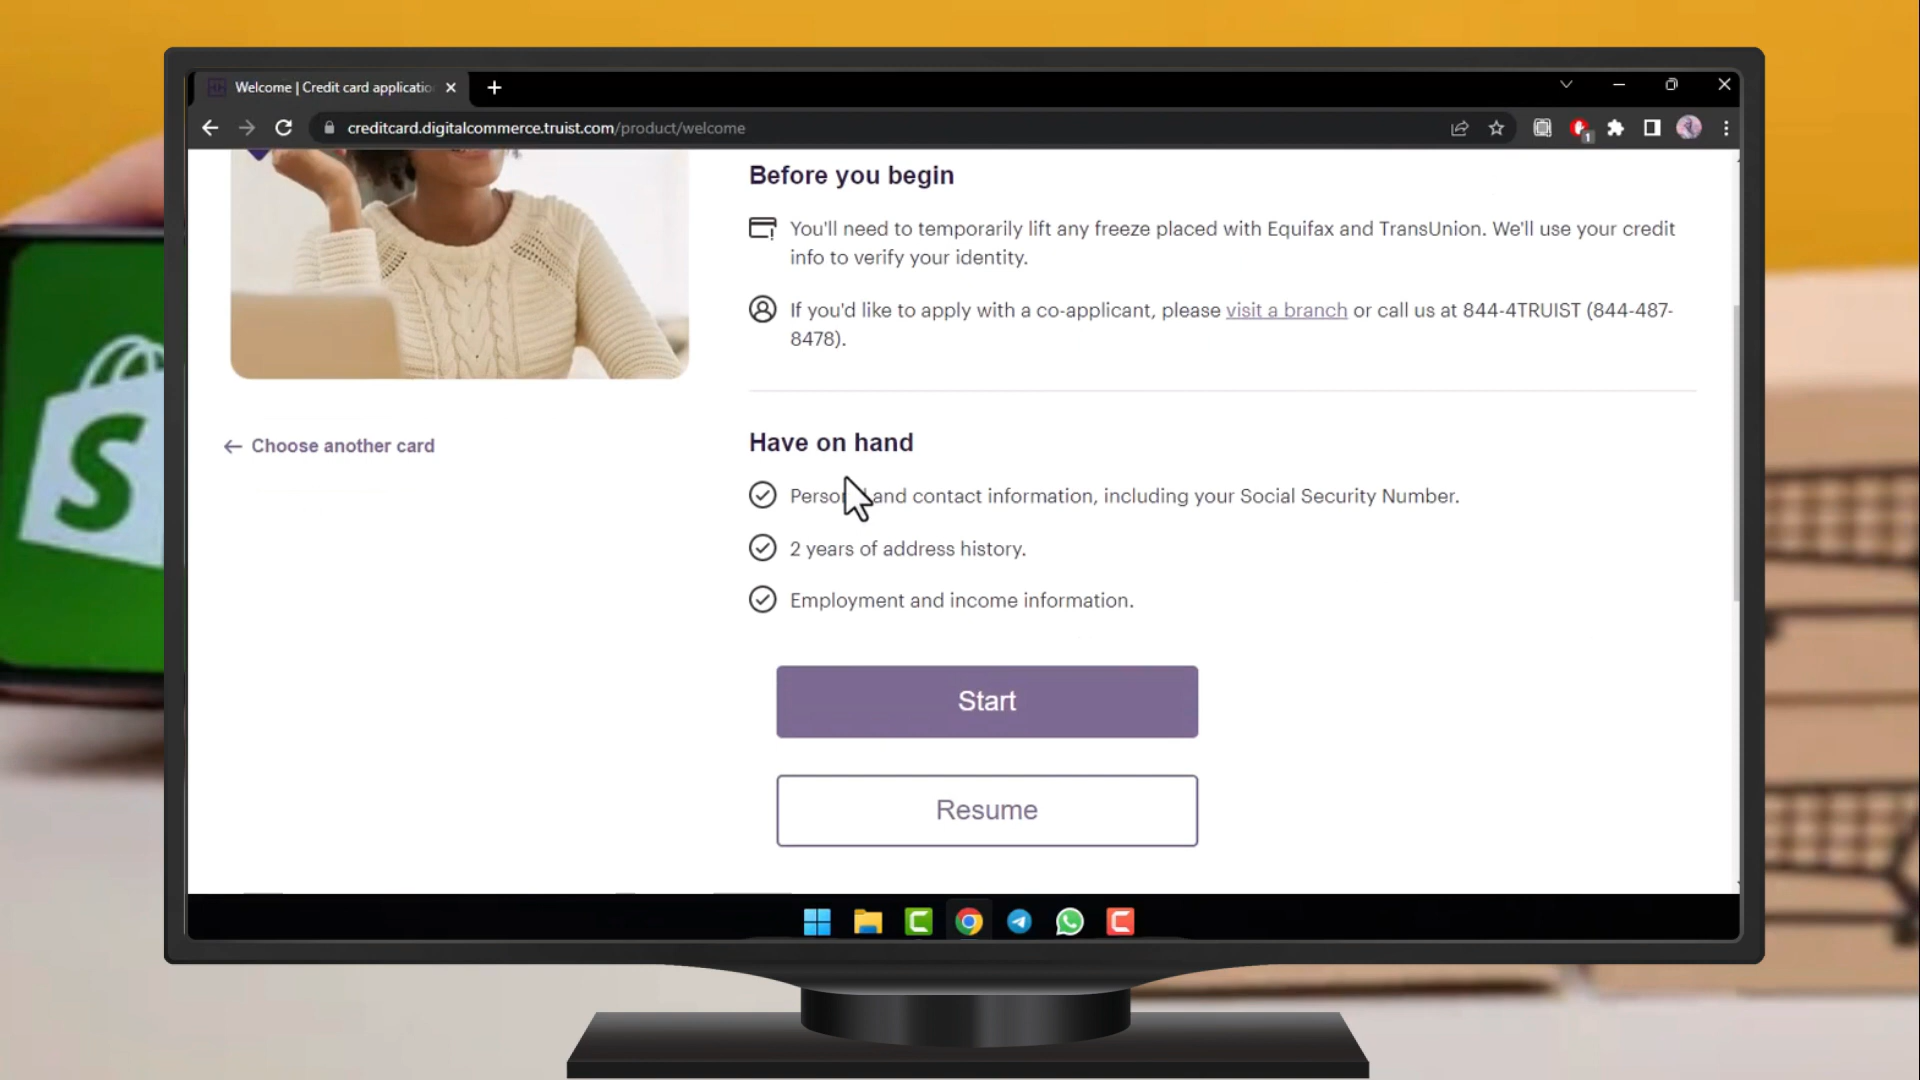 Welcome | Credit card applicatio
creditcard.digitalcommerce.truist.com/product/welcome
1
Before you begin
You'll need to temporarily lift any freeze placed with Equifax and TransUnion. We'll use your credit
info to verify your identity.
If you'd like to apply with a co-applicant, please visit a branch or call us at 844-4TRUIST (844-487-
8478).
← Choose another card
Have on hand
Personal and contact information, including your Social Security Number.
2 years of address history.
Employment and income information.
Start
Resume
S